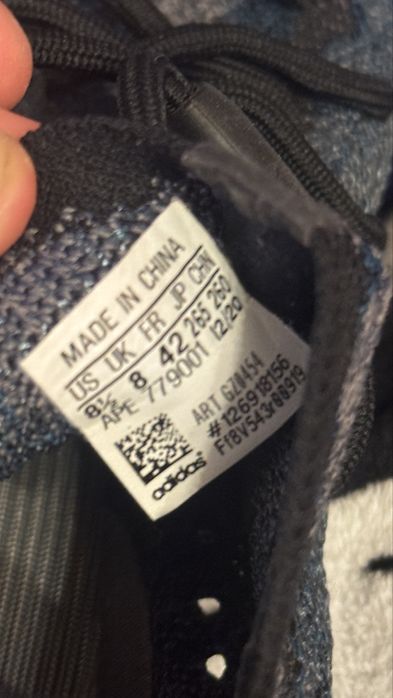 MADE IN CHINA
US UK FR JP CHN
8½ 8 42 265 260
APE 779001 12/20
ART GZ0454
#126918156
adidas